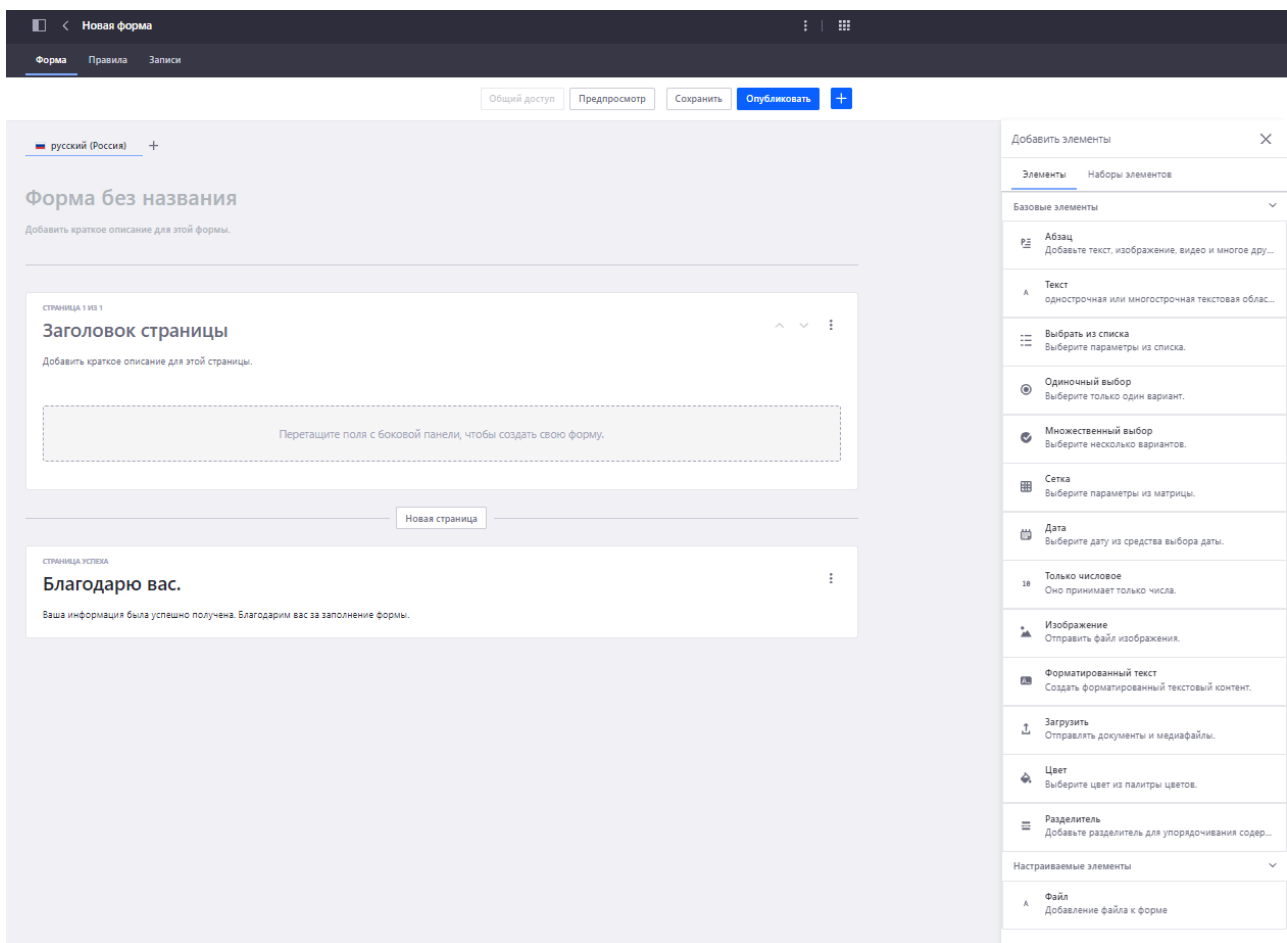 Новая форма
Форма Правила Записи
Общий доступ Предпросмотр Сохранить Опубликовать
русский (Россия)
Форма без названия
Добавить краткое описание для этой формы.
СТРАНИЦА 1 ИЗ 1
Заголовок страницы
Добавить краткое описание для этой страницы.
Перетащите поля с боковой панели, чтобы создать свою форму.
Новая страница
СТРАНИЦА УСПЕХА
Благодарю вас.
Ваша информация была успешно получена. Благодарим вас за заполнение формы.
Добавить элементы
Элементы Наборы элементов
Базовые элементы
Абзац
Добавьте текст, изображение, видео и многое дру...
Текст
однострочная или многострочная текстовая облас...
Выбрать из списка
Выберите параметры из списка.
Одиночный выбор
Выберите только один вариант.
Множественный выбор
Выберите несколько вариантов.
Сетка
Выберите параметры из матрицы.
Дата
Выберите дату из средства выбора даты.
Только числовое
Оно принимает только числа.
Изображение
Отправить файл изображения.
Форматированный текст
Создать форматированный текстовый контент.
Загрузить
Отправлять документы и медиафайлы.
Цвет
Выберите цвет из палитры цветов.
Разделитель
Добавьте разделитель для упорядочивания содер...
Настраиваемые элементы
Файл
Добавление файла к форме